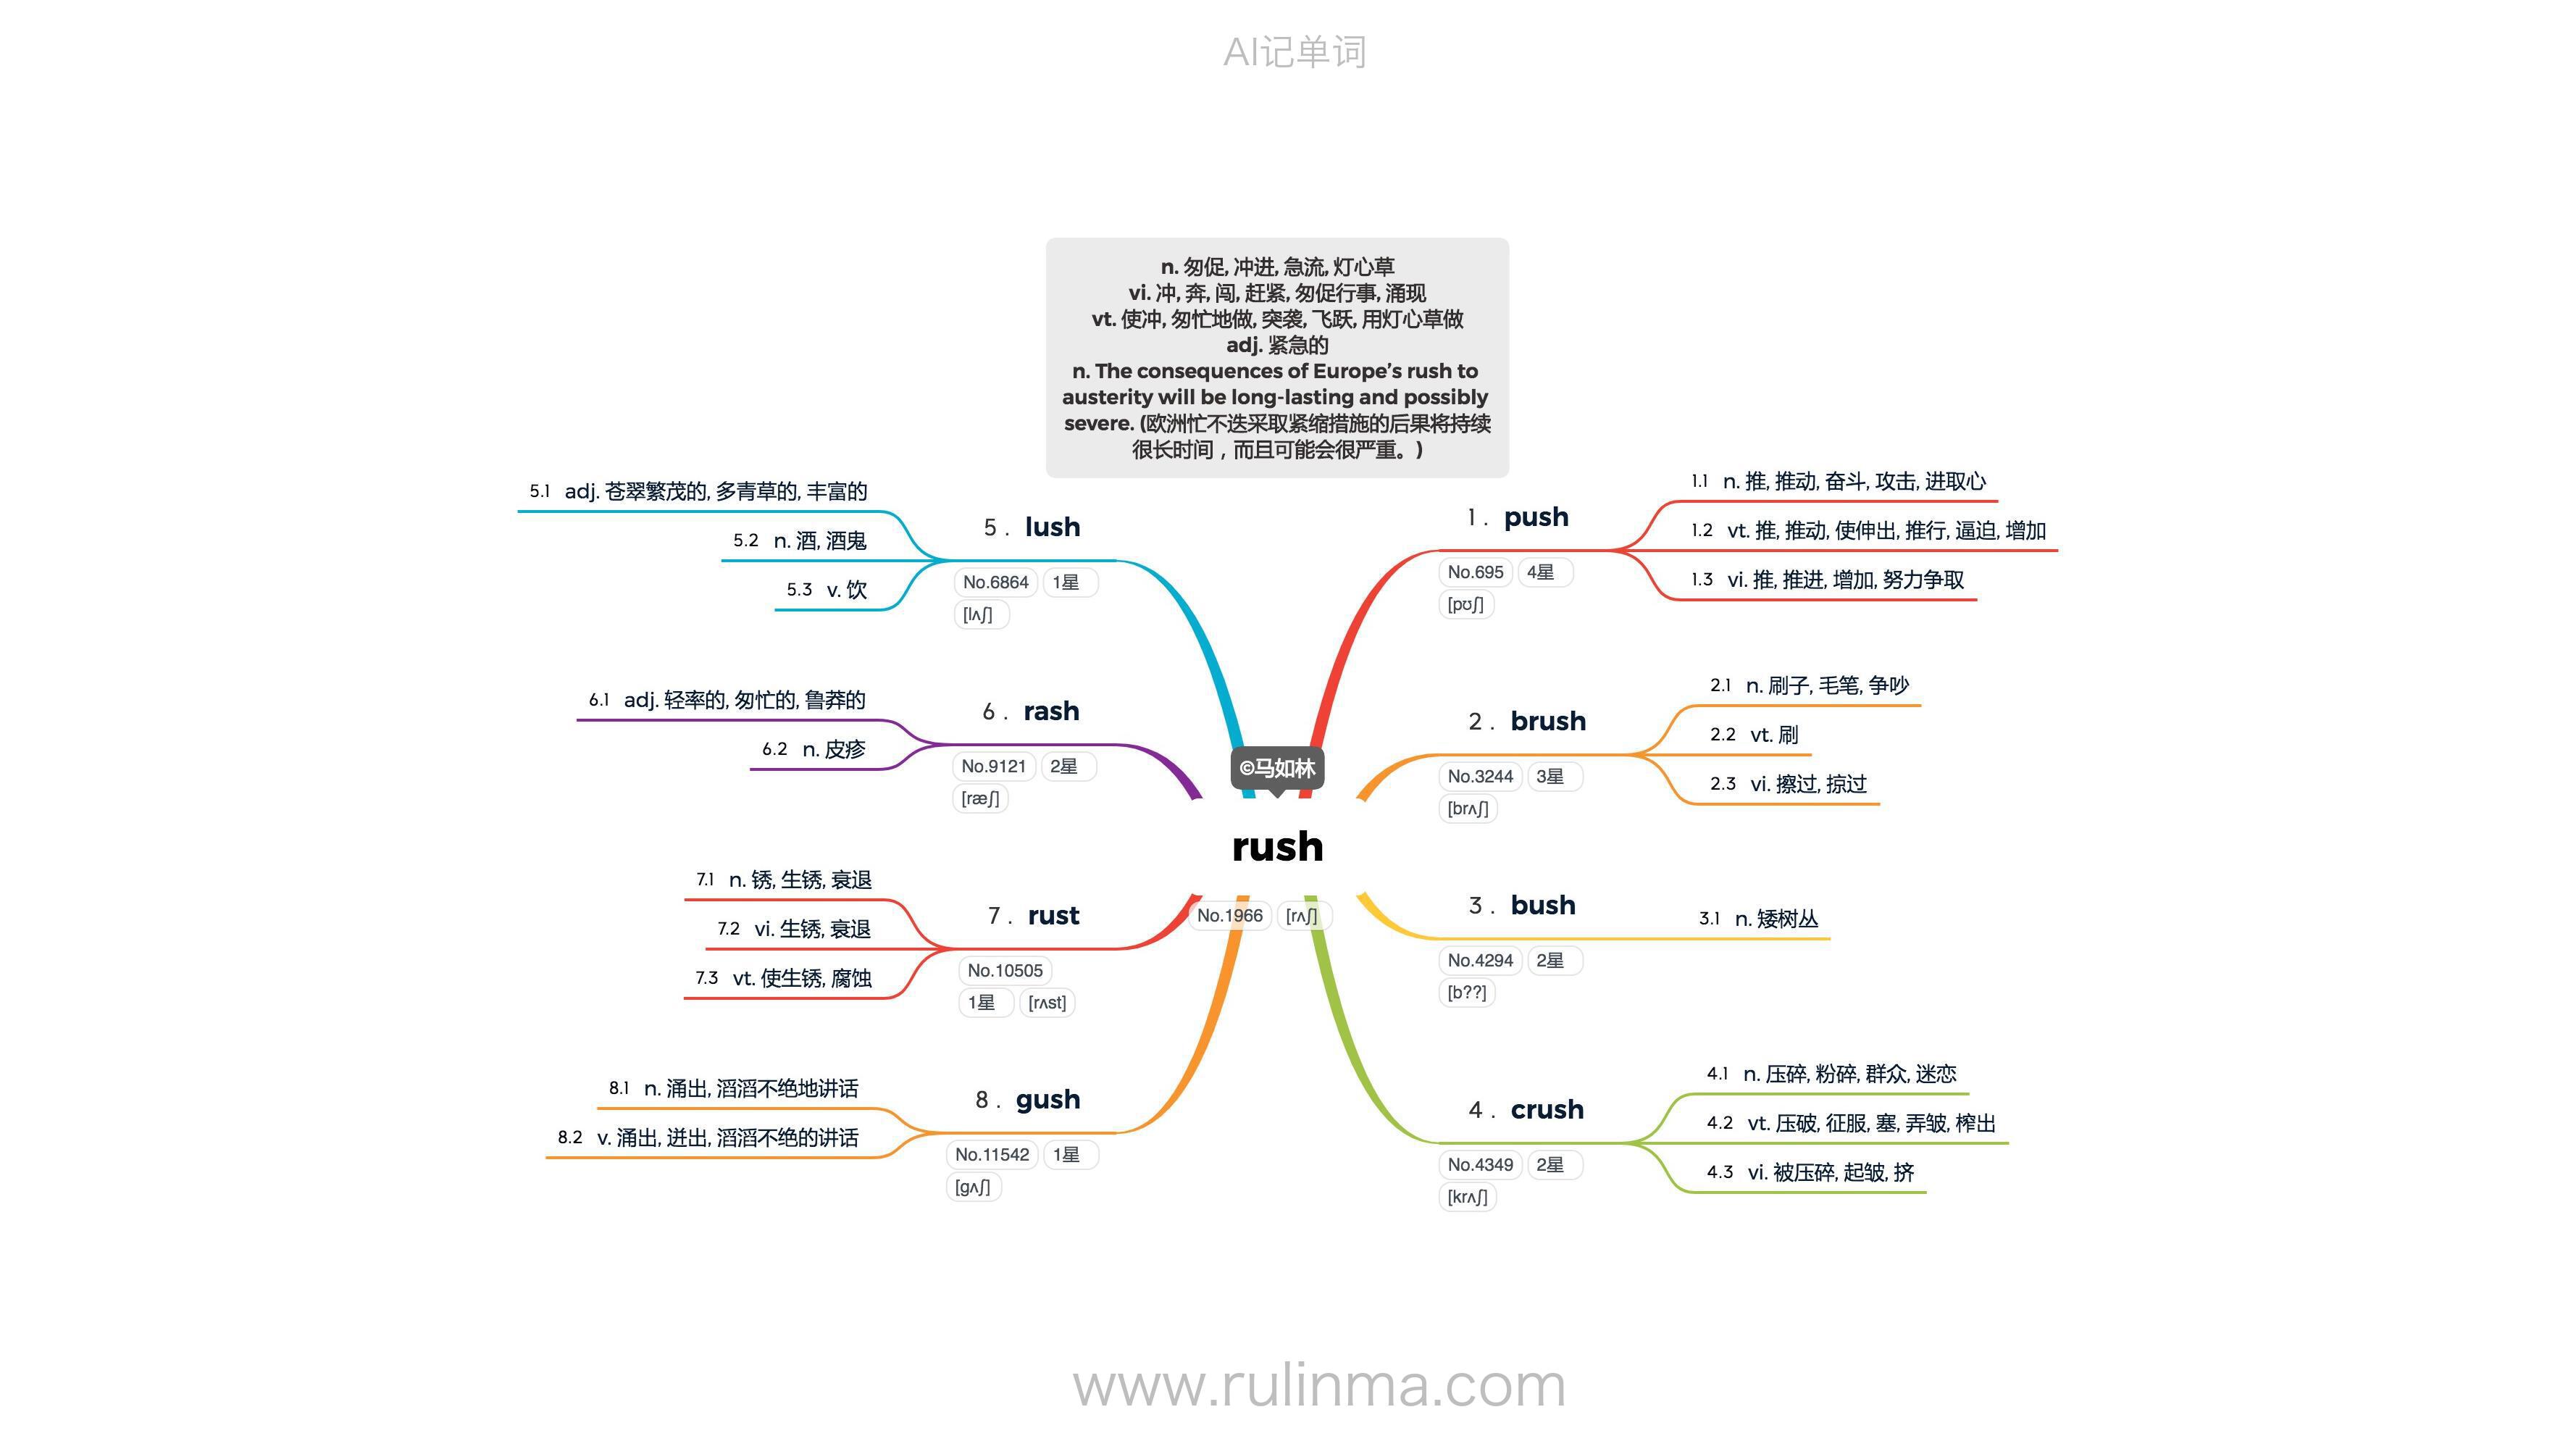 AI记单词
n. 匆促, 冲进, 急流, 灯心草
vi. 冲, 奔, 闯, 赶紧, 匆促行事, 涌现
vt. 使冲, 匆忙地做, 突袭, 飞跃, 用灯心草做
adj. 紧急的
n. The consequences of Europe’s rush to
austerity will be long-lasting and possibly
severe. (欧洲忙不迭采取紧缩措施的后果将持续
很长时间，而且可能会很严重。)
©马如林
rush
No.1966 [rʌʃ]
1 . push
No.695 4星
[pʊʃ]
1.1 n. 推, 推动, 奋斗, 攻击, 进取心
1.2 vt. 推, 推动, 使伸出, 推行, 逼迫, 增加
1.3 vi. 推, 推进, 增加, 努力争取
2 . brush
No.3244 3星
[brʌʃ]
2.1 n. 刷子, 毛笔, 争吵
2.2 vt. 刷
2.3 vi. 擦过, 掠过
3 . bush
No.4294 2星
[b??]
3.1 n. 矮树丛
4 . crush
No.4349 2星
[krʌʃ]
4.1 n. 压碎, 粉碎, 群众, 迷恋
4.2 vt. 压破, 征服, 塞, 弄皱, 榨出
4.3 vi. 被压碎, 起皱, 挤
5 . lush
No.6864 1星
[lʌʃ]
5.1 adj. 苍翠繁茂的, 多青草的, 丰富的
5.2 n. 酒, 酒鬼
5.3 v. 饮
6 . rash
No.9121 2星
[ræʃ]
6.1 adj. 轻率的, 匆忙的, 鲁莽的
6.2 n. 皮疹
7 . rust
No.10505
1星 [rʌst]
7.1 n. 锈, 生锈, 衰退
7.2 vi. 生锈, 衰退
7.3 vt. 使生锈, 腐蚀
8 . gush
No.11542 1星
[gʌʃ]
8.1 n. 涌出, 滔滔不绝地讲话
8.2 v. 涌出, 迸出, 滔滔不绝的讲话
www.rulinma.com